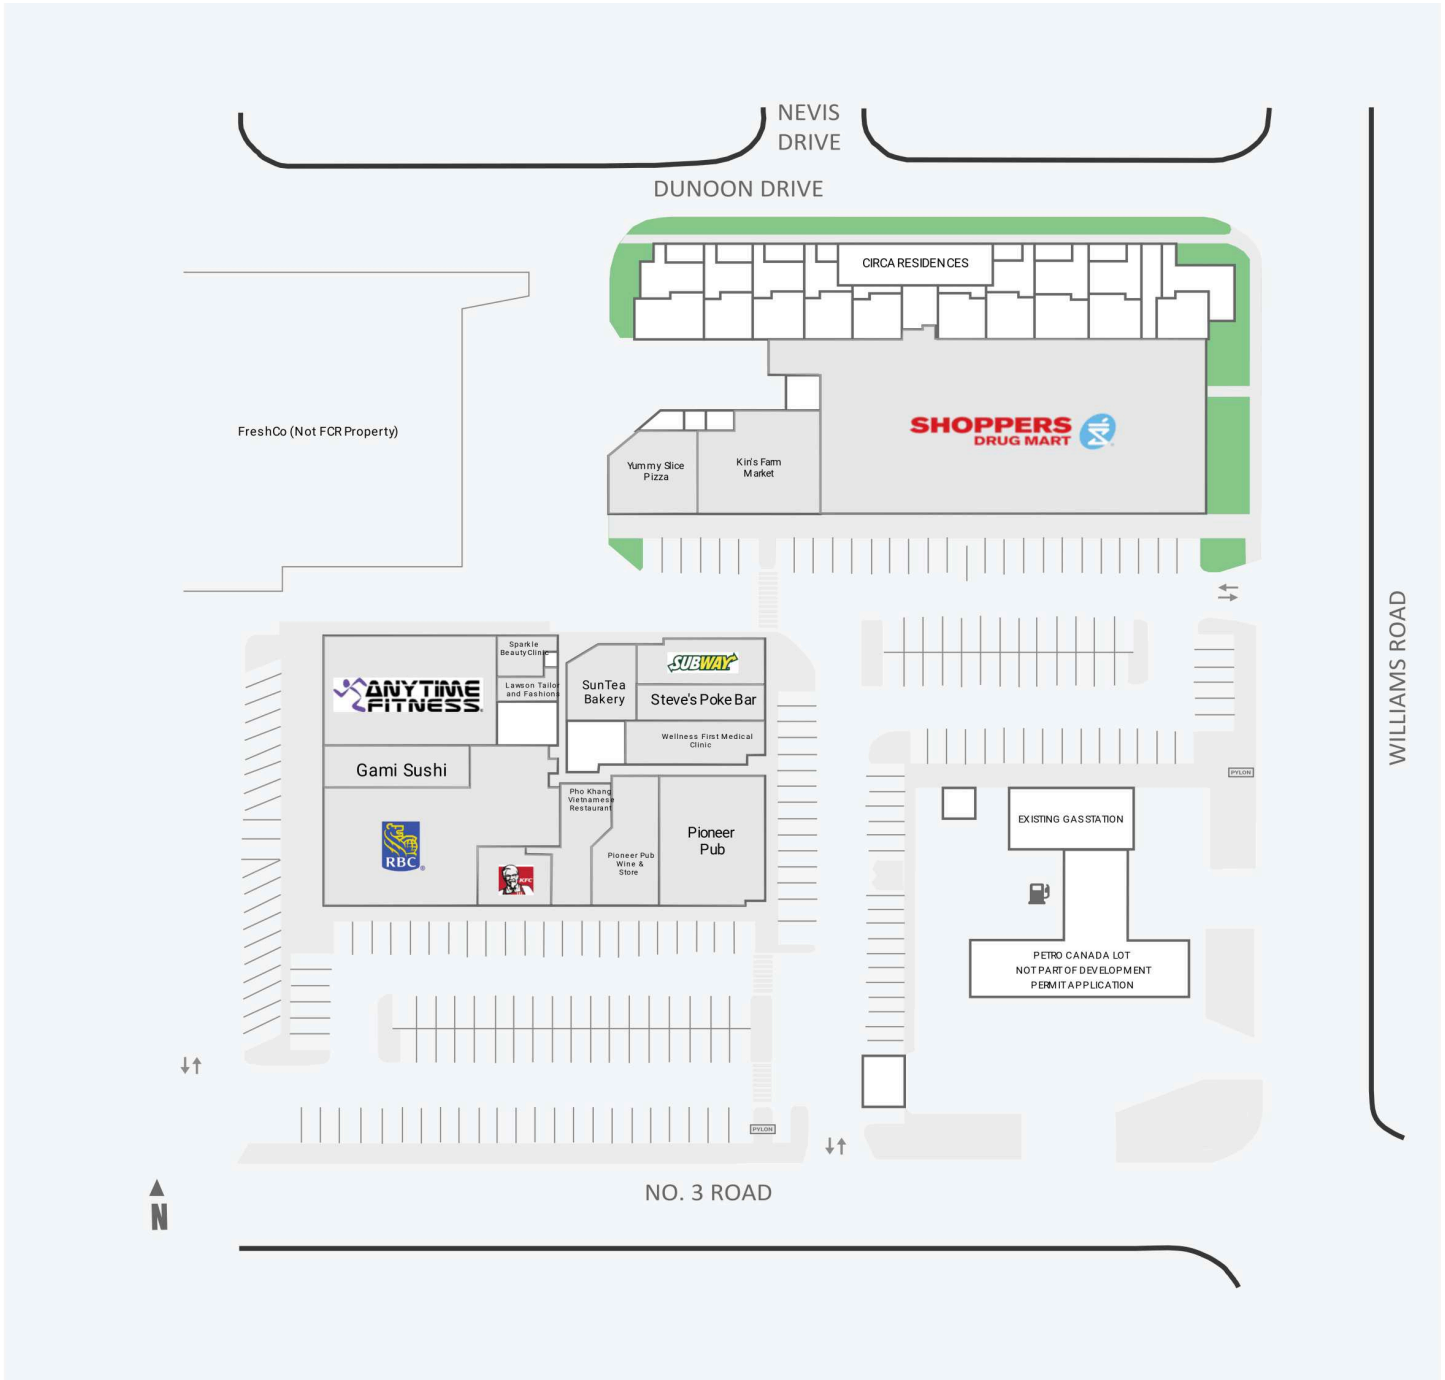 NEVIS
DRIVE
DUNOON DRIVE
CIRCA RESIDENCES
FreshCo (Not FCR Property)
SHOPPERS
DRUG MART
Yummy Slice
Pizza
Kin's Farm
Market
WILLIAMS ROAD
Sparkle
Beauty Clinic
ANYTIME
FITNESS
Lawson Tailor
and Fashions
SunTea
Bakery
SUBWAY
Steve's Poke Bar
Wellness First Medical
Clinic
Gami Sushi
PYLON
Pho Khang
Vietnamese
Restaurant
EXISTING GAS STATION
RBC
KFC
Pioneer Pub
Wine &
Store
Pioneer
Pub
PETRO CANADA LOT
NOT PART OF DEVELOPMENT
PERMIT APPLICATION
PYLON
NO. 3 ROAD
N